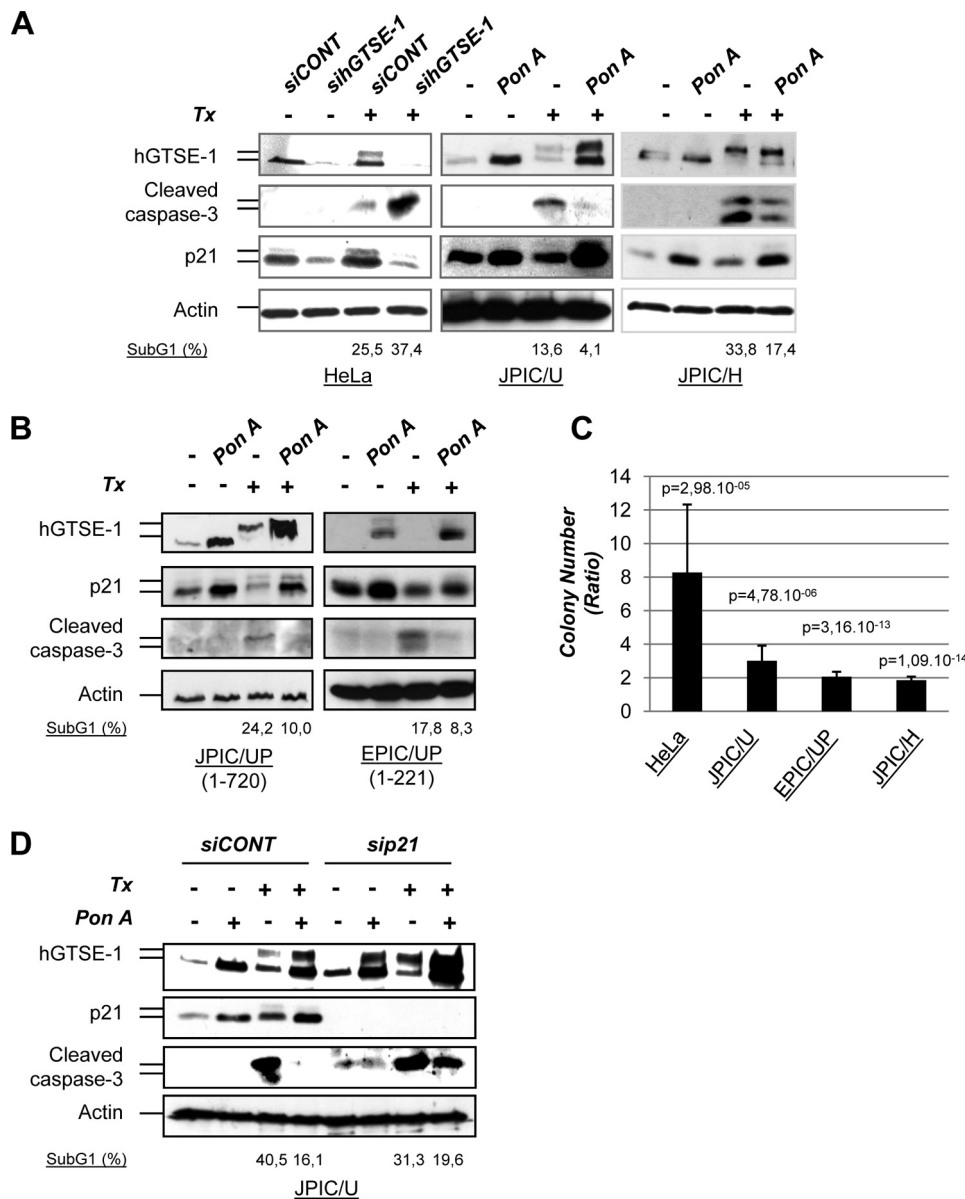 A
siCONT sihGTSE-1 siCONT sihGTSE-1 - Pon A - Pon A - Pon A - Pon A
Tx - - + + - - + + - - + +
hGTSE-1
Cleaved
caspase-3
p21
Actin
SubG1 (%) 25,5 37,4 13,6 4,1 33,8 17,4
HeLa JPIC/U JPIC/H
B
- Pon A - Pon A - Pon A - Pon A
Tx - - + + - - + +
hGTSE-1
p21
Cleaved
caspase-3
Actin
SubG1 (%) 24,2 10,0 17,8 8,3
JPIC/UP EPIC/UP
(1-720) (1-221)
C
Colony Number
(Ratio)
14
12
10
8
6
4
2
0
p=2,98.10-05
p=4,78.10-06
p=3,16.10-13
p=1,09.10-14
HeLa JPIC/U EPIC/UP JPIC/H
D
siCONT sip21
Tx - - + + - - + +
Pon A - + - + - + - +
hGTSE-1
p21
Cleaved
caspase-3
Actin
SubG1 (%) 40,5 16,1 31,3 19,6
JPIC/U